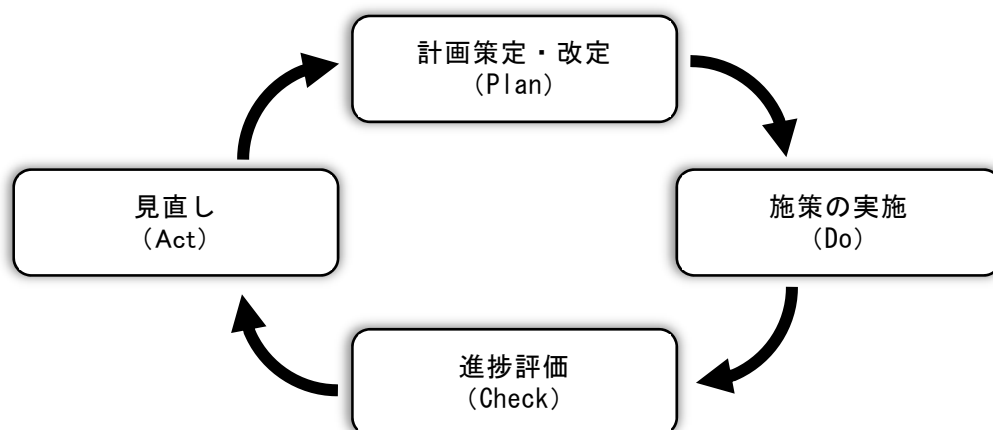 計画策定・改定
（Plan）
見直し
（Act）
施策の実施
（Do）
進捗評価
（Check）